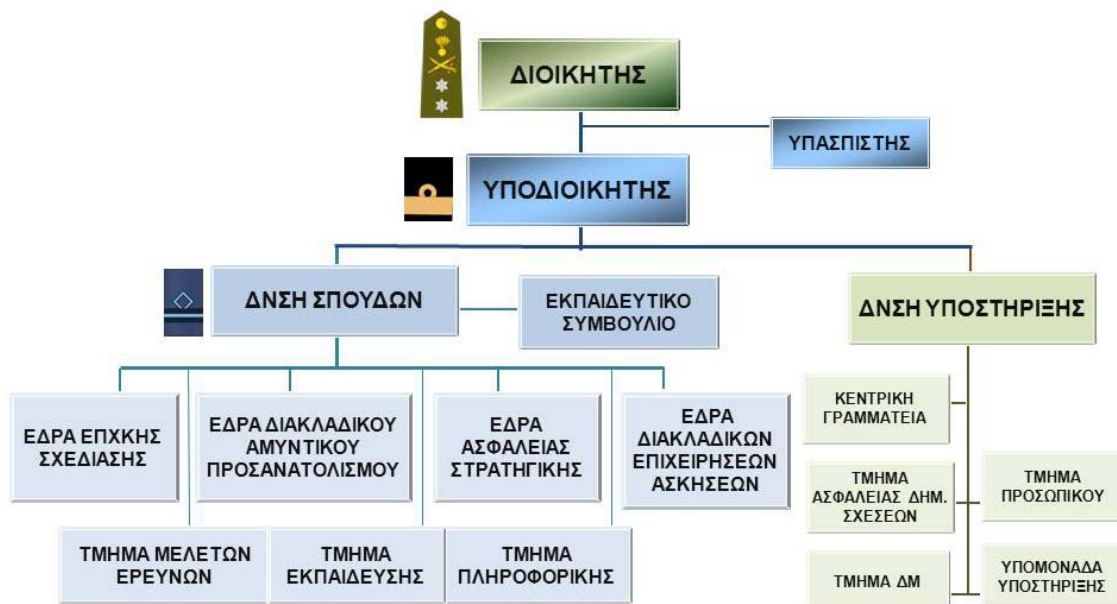 ΔΙΟΙΚΗΤΗΣ
ΥΠΑΣΠΙΣΤΗΣ
ΥΠΟΔΙΟΙΚΗΤΗΣ
ΔΝΣΗ ΣΠΟΥΔΩΝ
ΕΚΠΑΙΔΕΥΤΙΚΟ
ΣΥΜΒΟΥΛΙΟ
ΔΝΣΗ ΥΠΟΣΤΗΡΙΞΗΣ
ΕΔΡΑ ΕΠΧΚΗΣ
ΣΧΕΔΙΑΣΗΣ
ΕΔΡΑ ΔΙΑΚΛΑΔΙΚΟΥ
ΑΜΥΝΤΙΚΟΥ
ΠΡΟΣΑΝΑΤΟΛΙΣΜΟΥ
ΕΔΡΑ
ΑΣΦΑΛΕΙΑΣ
ΣΤΡΑΤΗΓΙΚΗΣ
ΕΔΡΑ
ΔΙΑΚΛΑΔΙΚΩΝ
ΕΠΙΧΕΙΡΗΣΕΩΝ
ΑΣΚΗΣΕΩΝ
ΤΜΗΜΑ ΜΕΛΕΤΩΝ
ΕΡΕΥΝΩΝ
ΤΜΗΜΑ
ΕΚΠΑΙΔΕΥΣΗΣ
ΤΜΗΜΑ
ΠΛΗΡΟΦΟΡΙΚΗΣ
ΚΕΝΤΡΙΚΗ
ΓΡΑΜΜΑΤΕΙΑ
ΤΜΗΜΑ
ΑΣΦΑΛΕΙΑΣ ΔΗΜ.
ΣΧΕΣΕΩΝ
ΤΜΗΜΑ
ΠΡΟΣΩΠΙΚΟΥ
ΤΜΗΜΑ ΔΜ
ΥΠΟΜΟΝΑΔΑ
ΥΠΟΣΤΗΡΙΞΗΣ